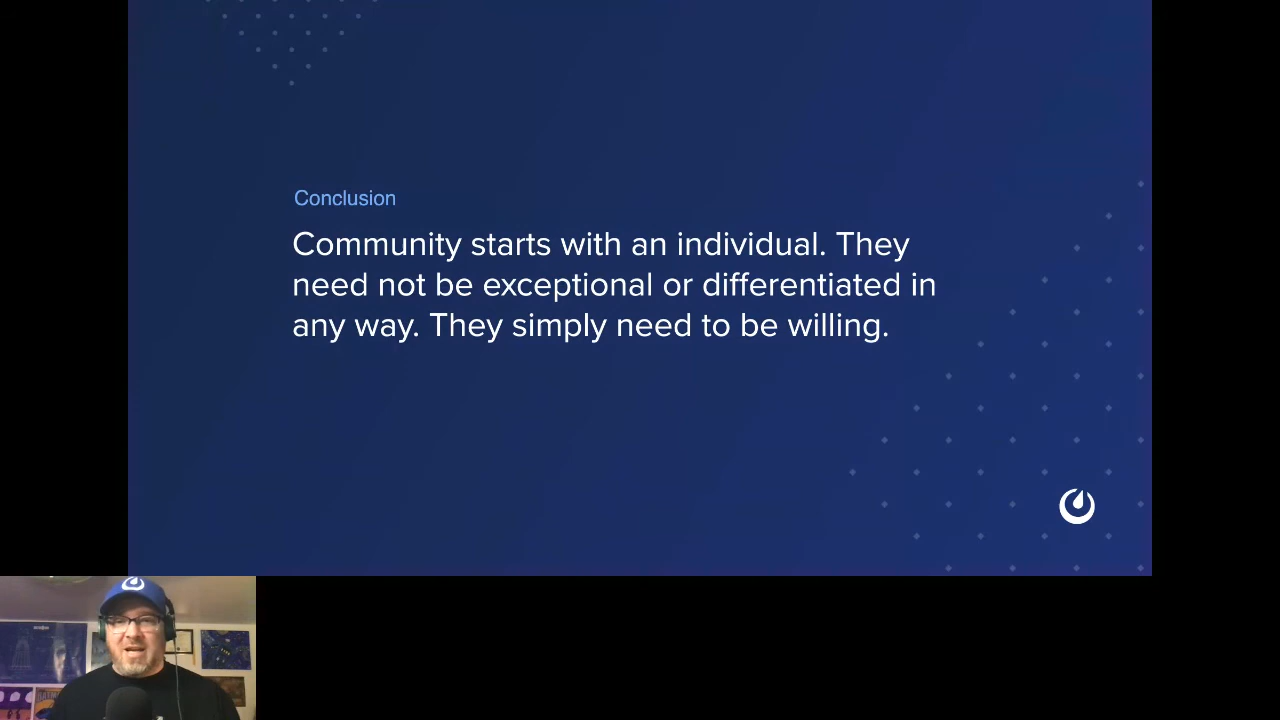 Conclusion
Community starts with an individual. They
need not be exceptional or differentiated in
any way. They simply need to be willing.